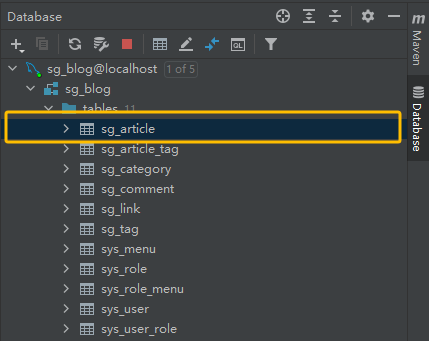 Database
QL
sg_blog@localhost 1 of 5
sg_blog
tables 11
sg_article
sg_article_tag
sg_category
sg_comment
sg_link
sg_tag
sys_menu
sys_role
sys_role_menu
sys_user
sys_user_role
m Maven
Database